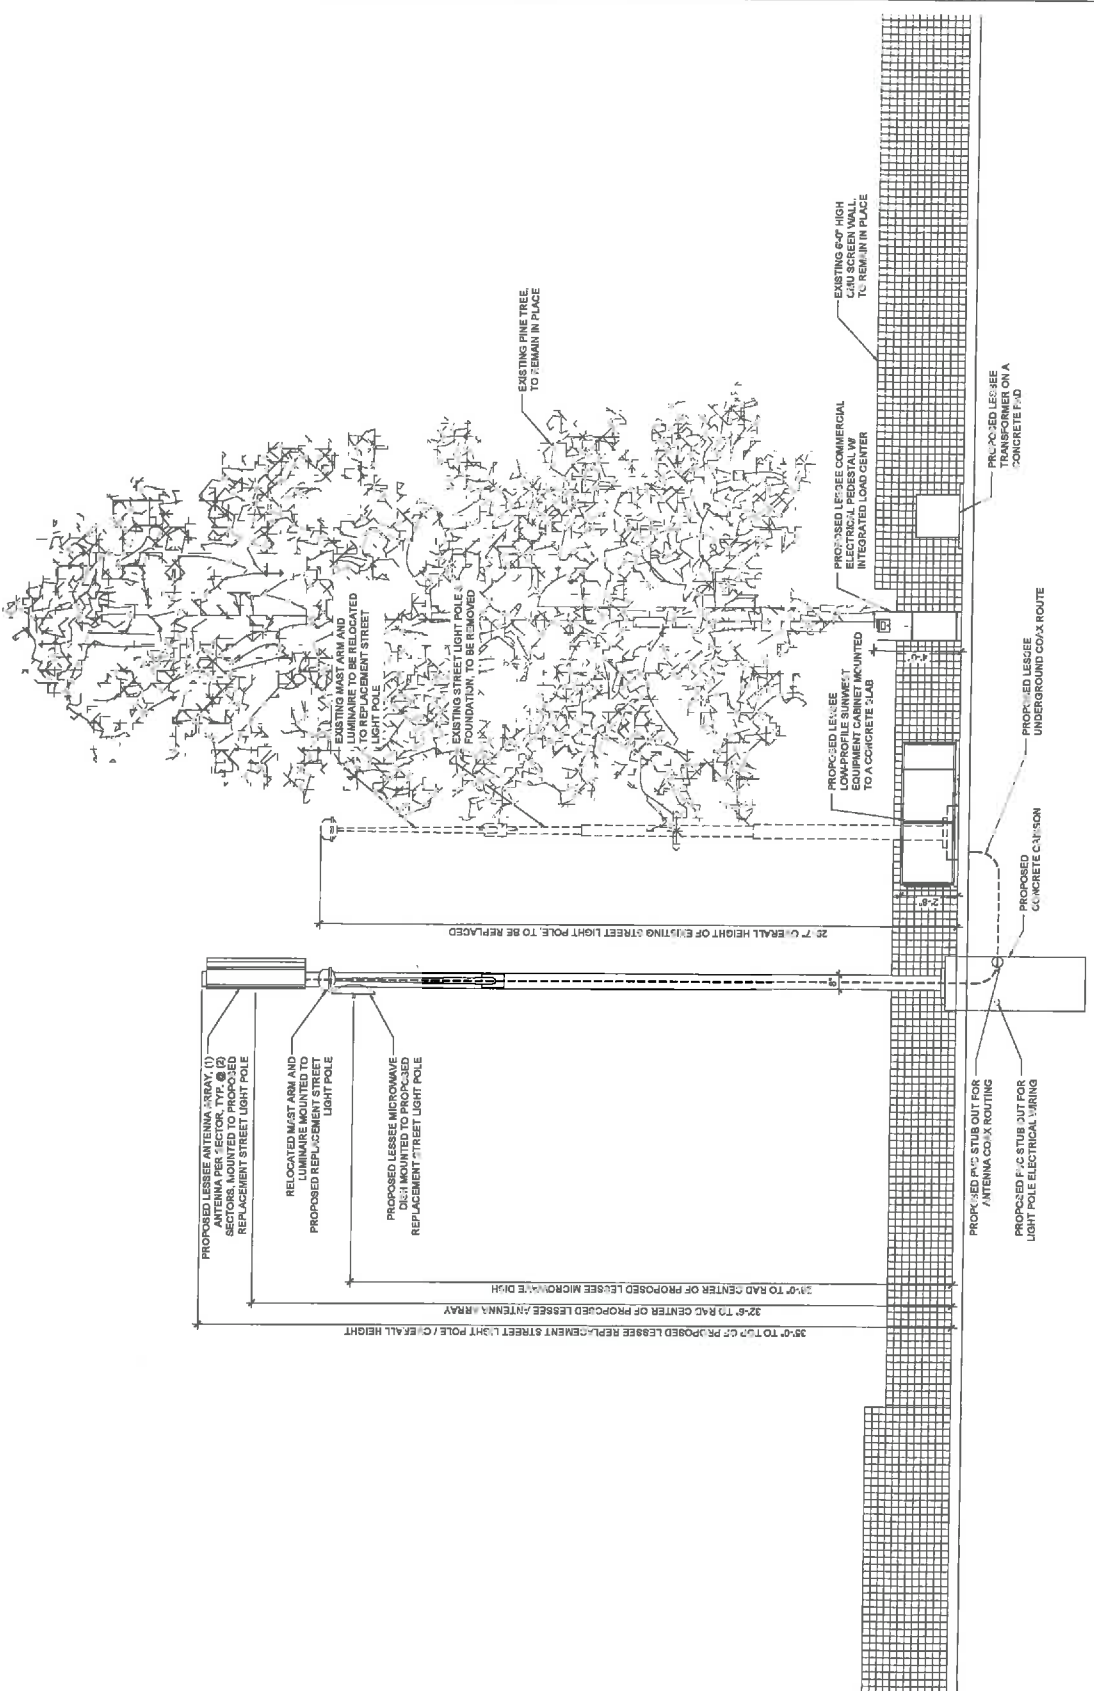 PROPOSED LESSEE ANTENNA ARRAY, (1)
ANTENNA PER SECTOR, TYP. @ (2)
SECTORS, MOUNTED TO PROPOSED
REPLACEMENT STREET LIGHT POLE
RELOCATED MAST ARM AND
LUMINAIRE MOUNTED TO
PROPOSED REPLACEMENT STREET
LIGHT POLE
PROPOSED LESSEE MICROWAVE
DISH MOUNTED TO PROPOSED
REPLACEMENT STREET LIGHT POLE
35'-0" TO TOP OF PROPOSED LESSEE REPLACEMENT STREET LIGHT POLE / OVERALL HEIGHT
32'-6" TO RAD CENTER OF PROPOSED LESSEE ANTENNA ARRAY
TO RAD CENTER OF PROPOSED LESSEE MICROWAVE DISH
OVERALL HEIGHT OF EXISTING STREET LIGHT POLE, TO BE REPLACED
EXISTING MAST ARM AND
LUMINAIRE TO BE RELOCATED
TO REPLACEMENT STREET
LIGHT POLE
EXISTING STREET LIGHT POLE &
FOUNDATION, TO BE REMOVED
EXISTING PINE TREE,
TO REMAIN IN PLACE
PROPOSED LESSEE
LOW-PROFILE SUNWEST
EQUIPMENT CABINET MOUNTED
TO A CONCRETE SLAB
PROPOSED LESSEE COMMERCIAL
ELECTRICAL PEDESTAL W/
INTEGRATED LOAD CENTER
EXISTING 6'-0" HIGH
CMU SCREEN WALL,
TO REMAIN IN PLACE
8"
PROPOSED PVC STUB OUT FOR
ANTENNA COAX ROUTING
PROPOSED PVC STUB OUT FOR
LIGHT POLE ELECTRICAL WIRING
PROPOSED
CONCRETE CAISSON
PROPOSED LESSEE
UNDERGROUND COAX ROUTE
PROPOSED LESSEE
TRANSFORMER ON A
CONCRETE PAD